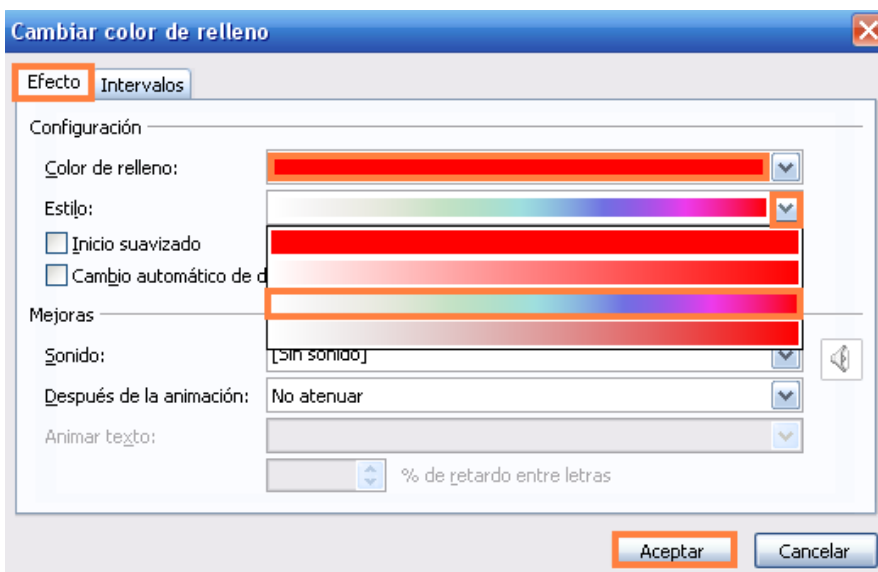 Cambiar color de relleno
Efecto Intervalos
Configuración
Color de relleno:
Estilo:
Inicio suavizado
Cambio automático de d
Mejoras
Sonido: [Sin sonido]
Después de la animación: No atenuar
Animar texto:
% de retardo entre letras
Aceptar Cancelar